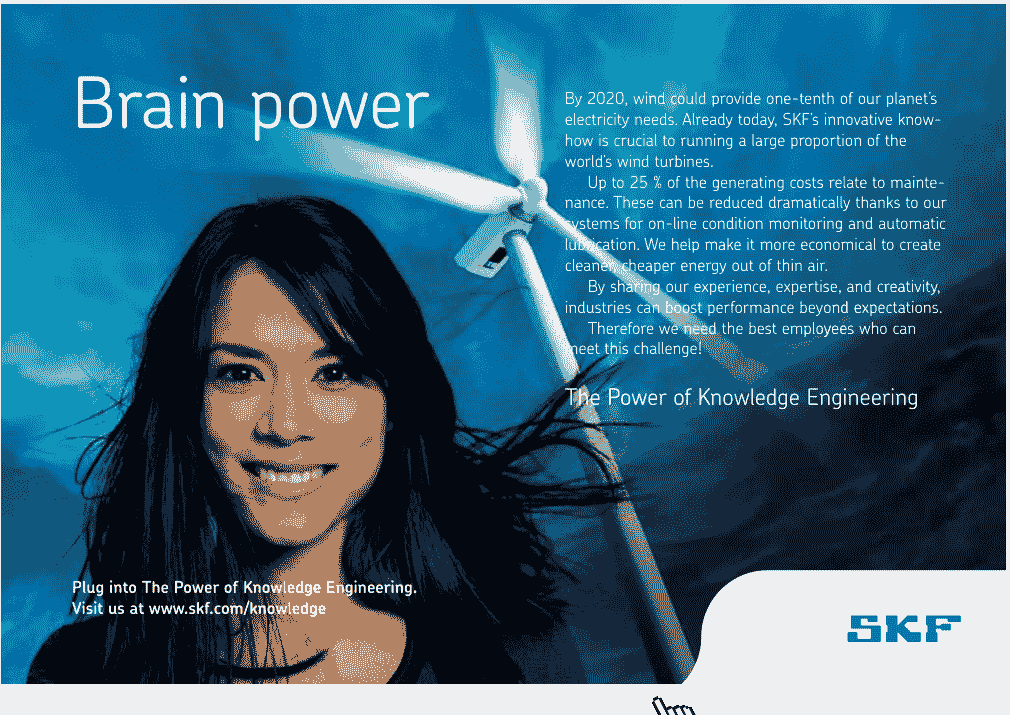 Brain power
By 2020, wind could provide one-tenth of our planet's
electricity needs. Already today, SKF's innovative know-
how is crucial to running a large proportion of the
world's wind turbines.
Up to 25 % of the generating costs relate to mainte-
nance. These can be reduced dramatically thanks to our
systems for on-line condition monitoring and automatic
lubrication. We help make it more economical to create
cleaner, cheaper energy out of thin air.
By sharing our experience, expertise, and creativity,
industries can boost performance beyond expectations.
Therefore we need the best employees who can
meet this challenge!
The Power of Knowledge Engineering
Plug into The Power of Knowledge Engineering.
Visit us at www.skf.com/knowledge
SKF